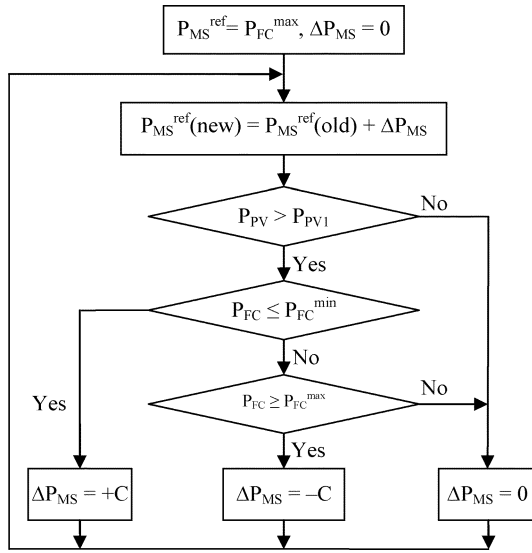 P_MS^ref = P_FC^max, ΔP_MS = 0
P_MS^ref(new) = P_MS^ref(old) + ΔP_MS
P_PV > P_PV1
No
Yes
P_FC ≤ P_FC^min
No
Yes
P_FC ≥ P_FC^max
No
Yes
ΔP_MS = +C
ΔP_MS = –C
ΔP_MS = 0